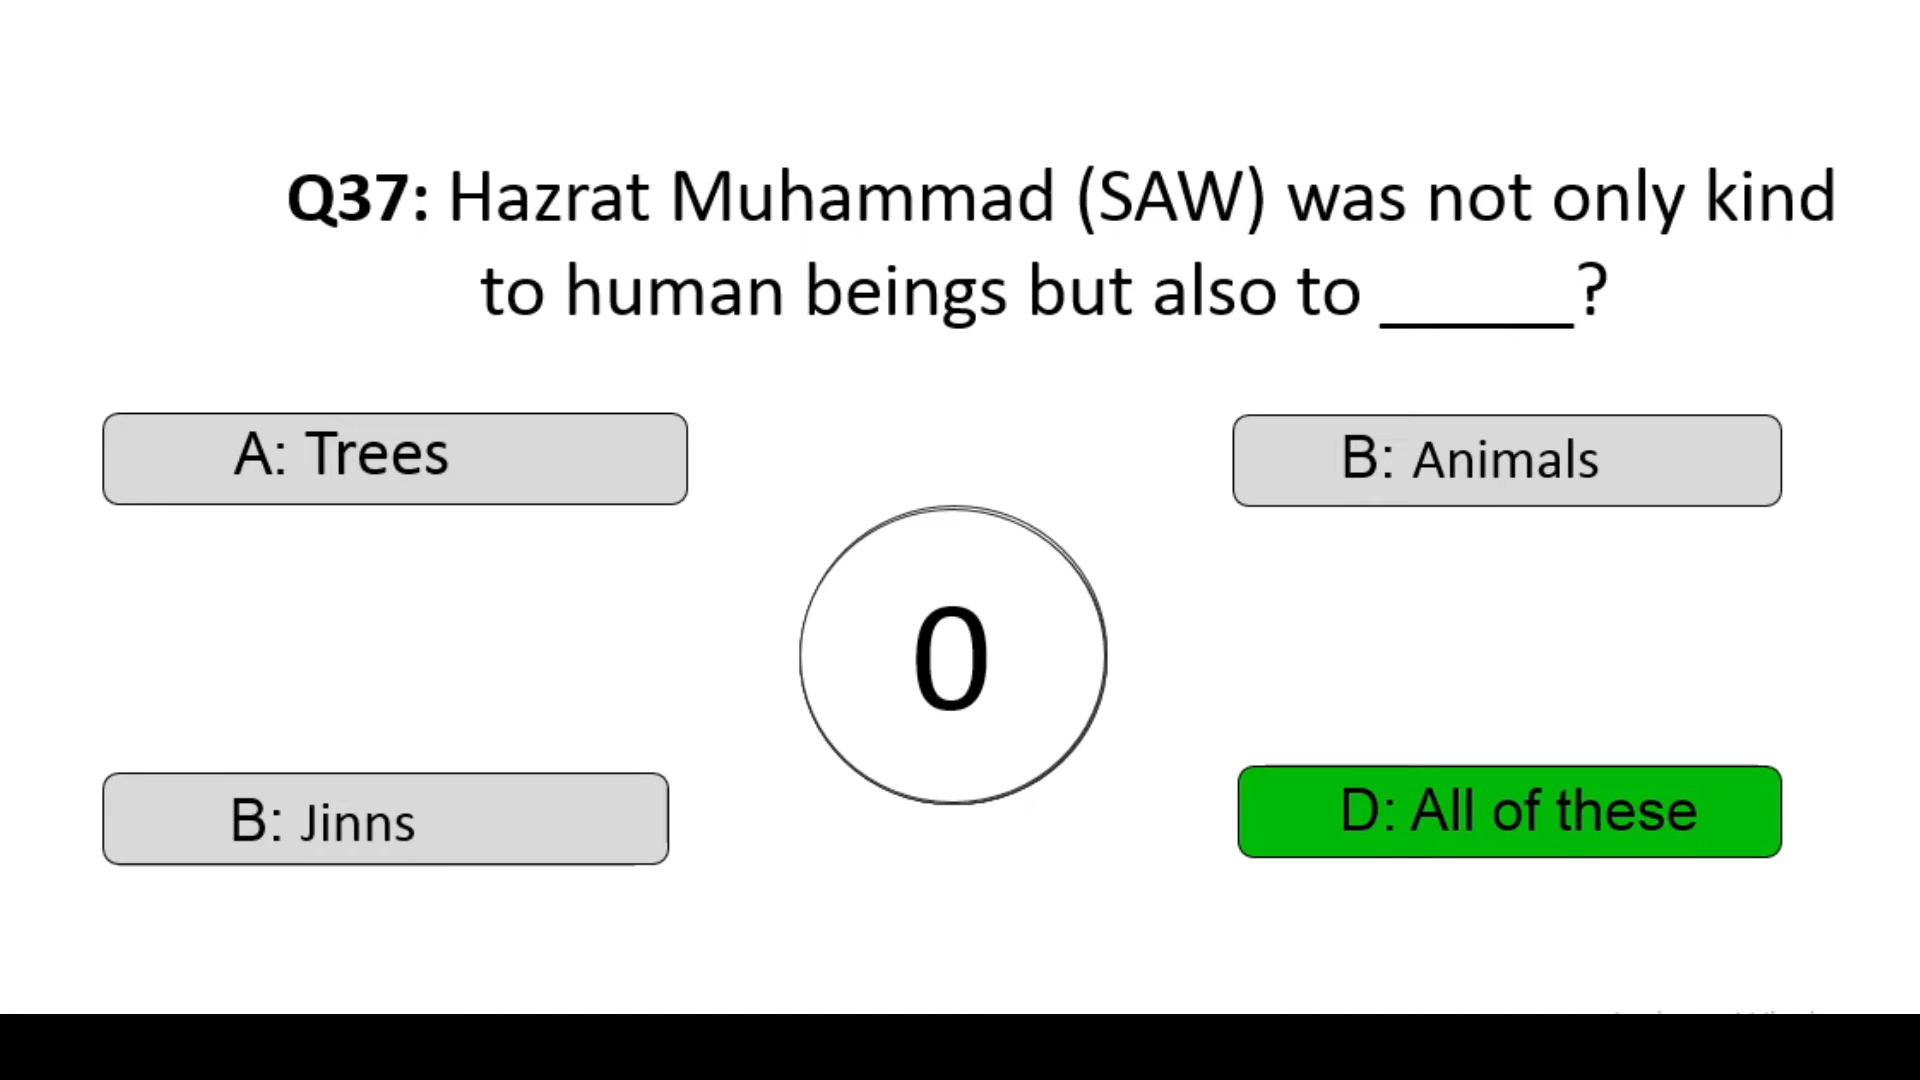 Q37: Hazrat Muhammad (SAW) was not only kind
to human beings but also to ______?
A: Trees
B: Animals
0
B: Jinns
D: All of these